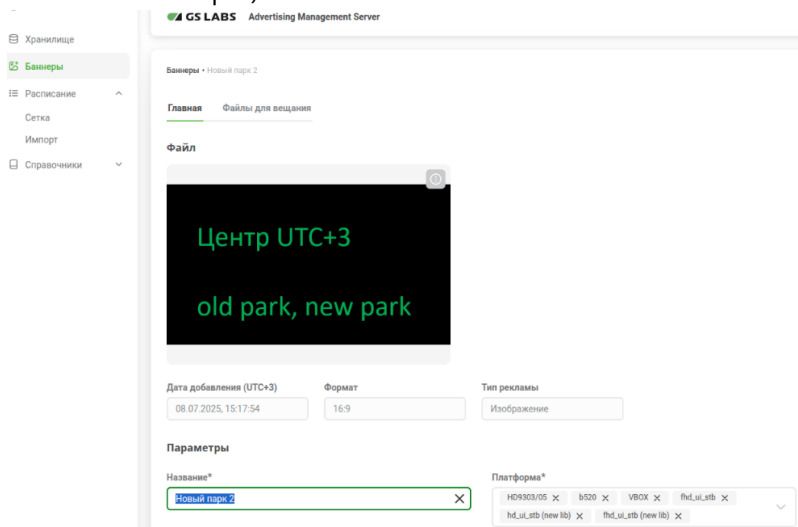 GS LABS Advertising Management Server
Хранилище
Баннеры
Расписание
Сетка
Импорт
Справочники
Баннеры • Новый парк 2
Главная Файлы для вещания
Файл
Центр UTC+3
old park, new park
Дата добавления (UTC+3) Формат Тип рекламы
08.07.2025, 15:17:54 16:9 Изображение
Параметры
Название* Платформа*
Новый парк 2 HD9303/05 b520 VBOX fhd_ui_stb
hd_ui_stb (new lib) fhd_ui_stb (new lib)